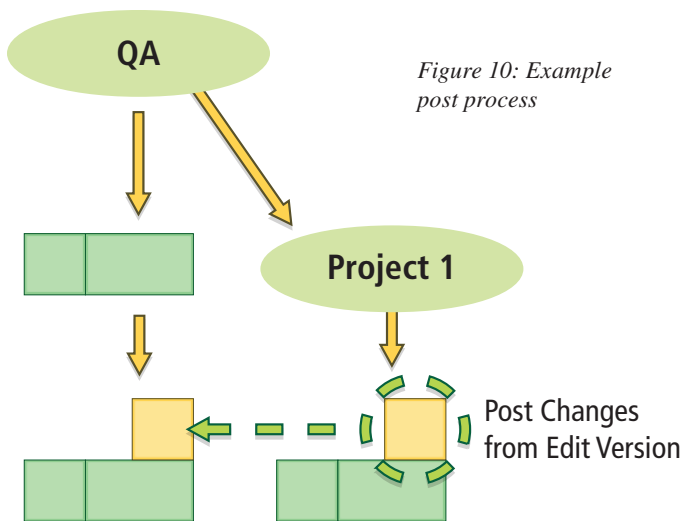 QA
Figure 10: Example
post process
Project 1
Post Changes
from Edit Version